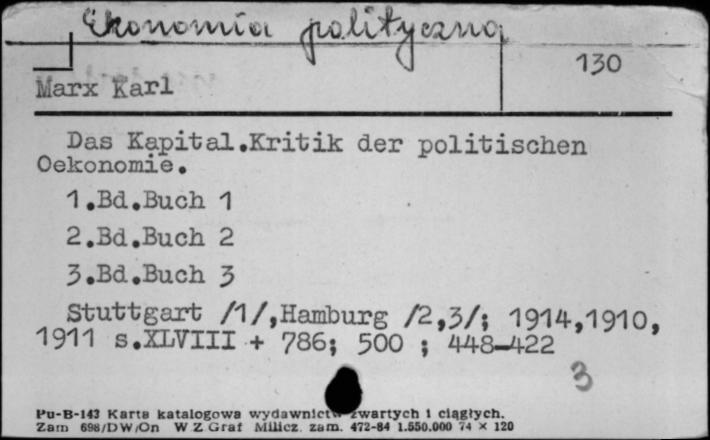 Ekonomia polityczna
130
Marx Karl
Das Kapital.Kritik der politischen
Oekonomie.
1.Bd.Buch 1
2.Bd.Buch 2
3.Bd.Buch 3
Stuttgart /1/,Hamburg /2,3/; 1914,1910,
1911 s.XLVIII + 786; 500 ; 448-422
3
Pu-B-143 Karta katalogowa wydawnictw zwartych i ciągłych.
Zam 698/DW/On W Z Graf Milicz. zam. 472-84 1.550.000 74 × 120